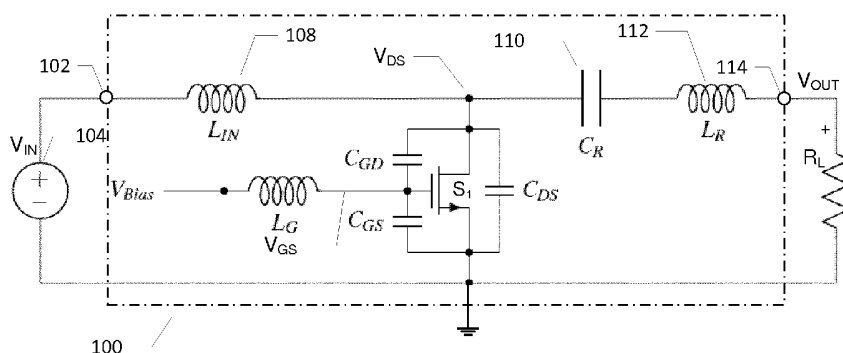 108
110
112
102
V_DS
114
V_OUT
104
L_IN
C_R
L_R
+
V_IN
C_GD
R_L
V_Bias
S_1
C_DS
L_G
C_GS
V_GS
100